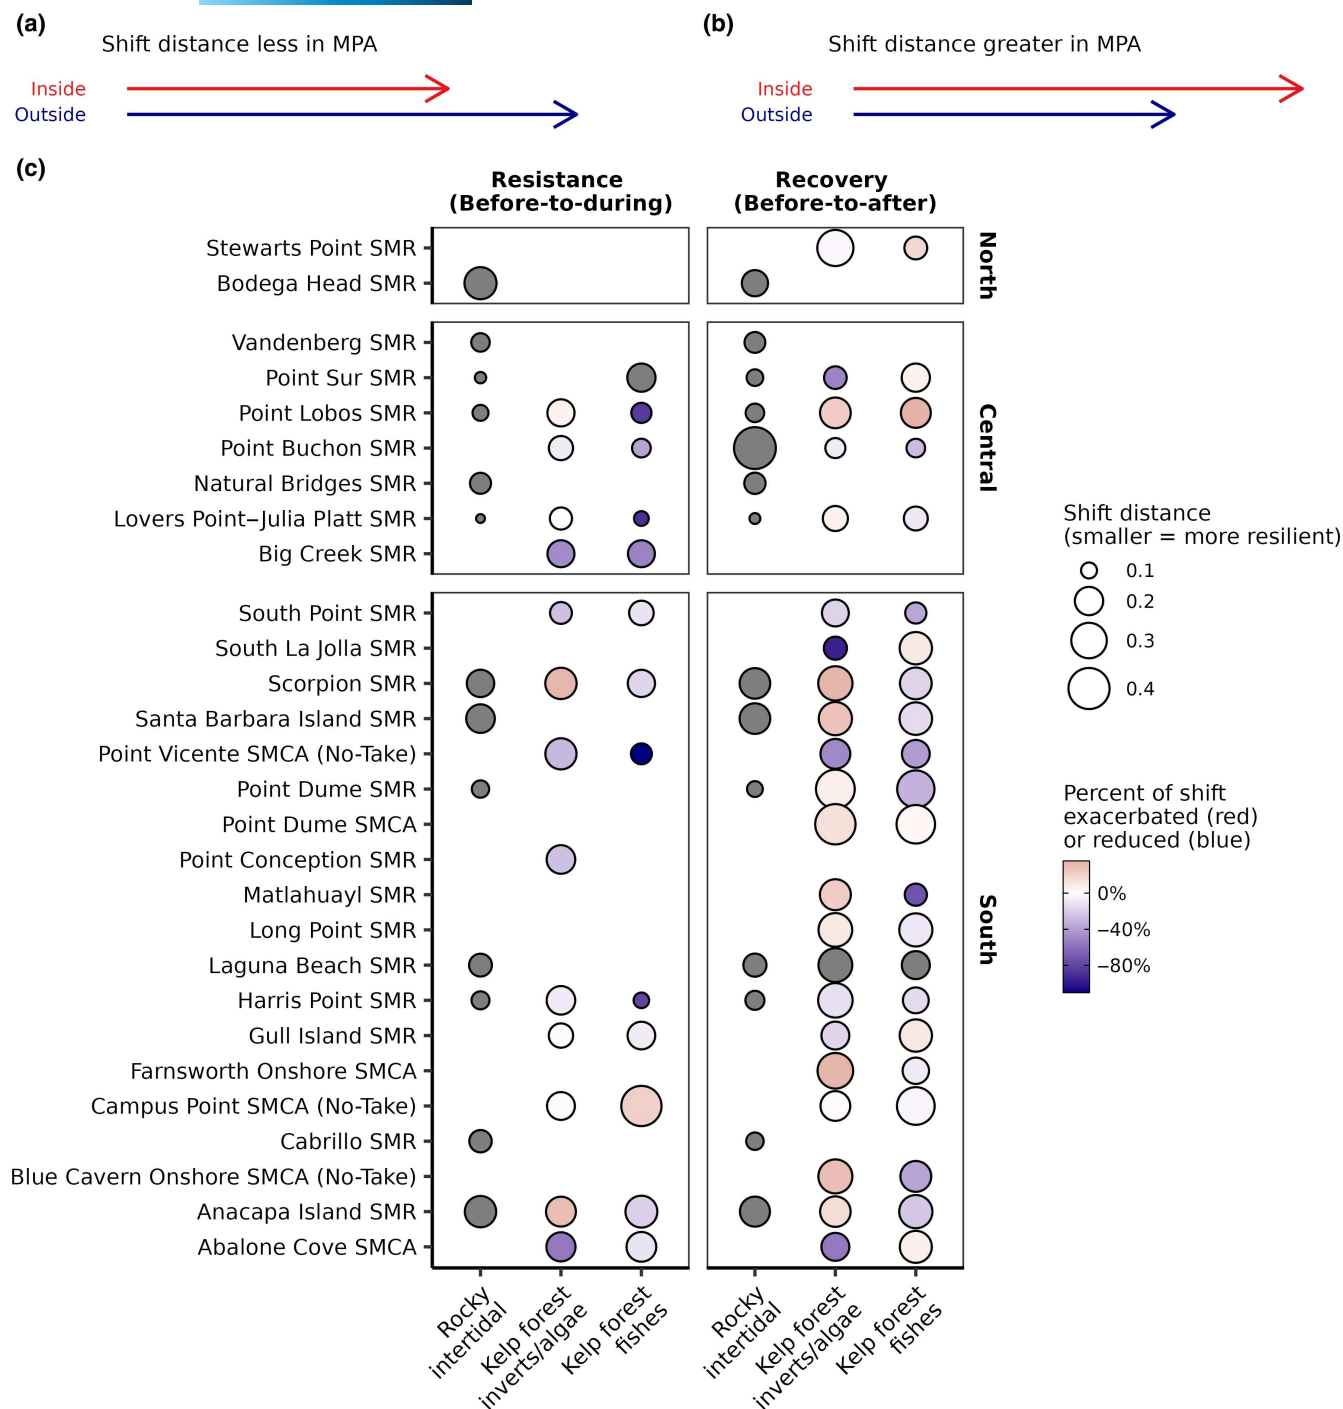 (a)
Shift distance less in MPA
Inside
Outside
(b)
Shift distance greater in MPA
Inside
Outside
(c)
Resistance
(Before-to-during)
Recovery
(Before-to-after)
Stewarts Point SMR
Bodega Head SMR
North
Vandenberg SMR
Point Sur SMR
Point Lobos SMR
Point Buchon SMR
Natural Bridges SMR
Lovers Point–Julia Platt SMR
Big Creek SMR
Central
South Point SMR
South La Jolla SMR
Scorpion SMR
Santa Barbara Island SMR
Point Vicente SMCA (No-Take)
Point Dume SMR
Point Dume SMCA
Point Conception SMR
Matlahuayl SMR
Long Point SMR
Laguna Beach SMR
Harris Point SMR
Gull Island SMR
Farnsworth Onshore SMCA
Campus Point SMCA (No-Take)
Cabrillo SMR
Blue Cavern Onshore SMCA (No-Take)
Anacapa Island SMR
Abalone Cove SMCA
South
Rocky
intertidal
Kelp forest
inverts/algae
Kelp forest
fishes
Rocky
intertidal
Kelp forest
inverts/algae
Kelp forest
fishes
Shift distance
(smaller = more resilient)
0.1
0.2
0.3
0.4
Percent of shift
exacerbated (red)
or reduced (blue)
0%
−40%
−80%